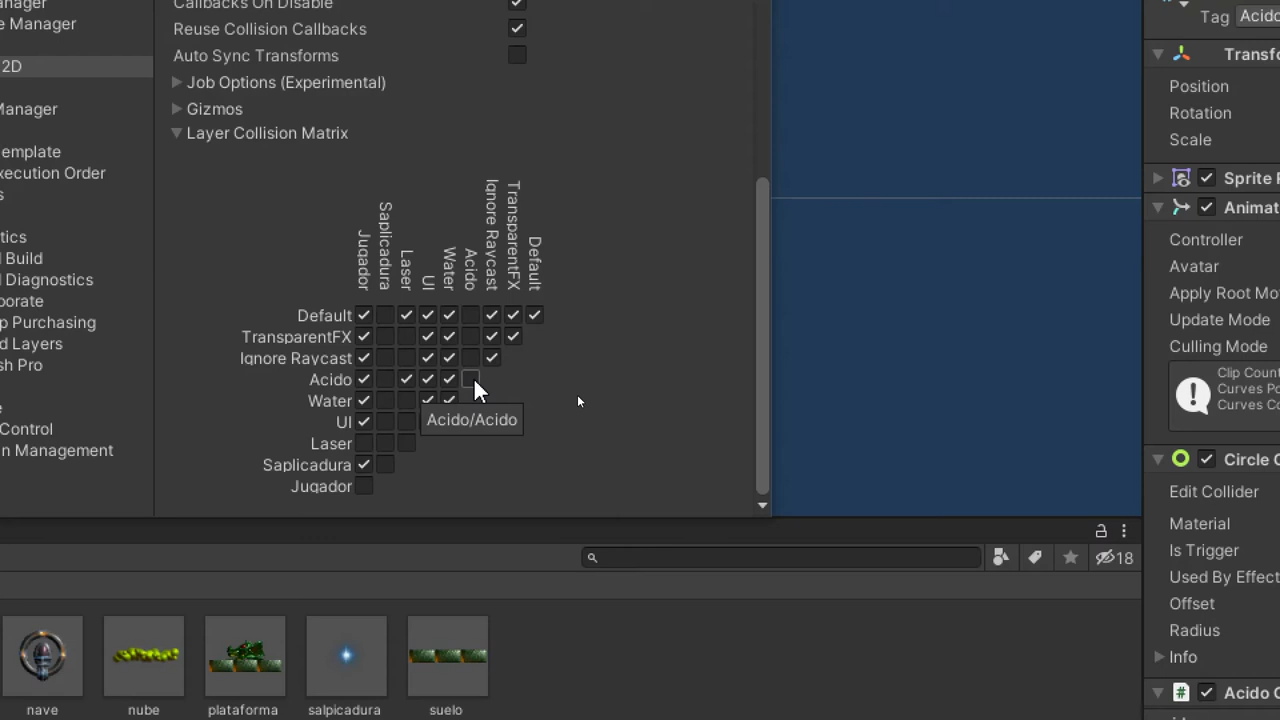 anager
Callbacks On Disable
e Manager
Reuse Collision Callbacks
Auto Sync Transforms
2D
Job Options (Experimental)
Manager
Gizmos
Layer Collision Matrix
emplate
xecution Order
s
tics
d Build
d Diagnostics
porate
p Purchasing
d Layers
sh Pro
e
Control
n Management
Jugador
Saplicadura
Laser
UI
Water
Acido
Ignore Raycast
TransparentFX
Default
Default
TransparentFX
Ignore Raycast
Acido
Water
UI
Laser
Saplicadura
Jugador
Acido/Acido
18
nave
nube
plataforma
salpicadura
suelo
Tag Acido
Transfo
Position
Rotation
Scale
Sprite R
Animat
Controller
Avatar
Apply Root Mo
Update Mode
Culling Mode
Clip Count
Curves Po
Curves Co
Circle C
Edit Collider
Material
Is Trigger
Used By Effect
Offset
Radius
Info
Acido C